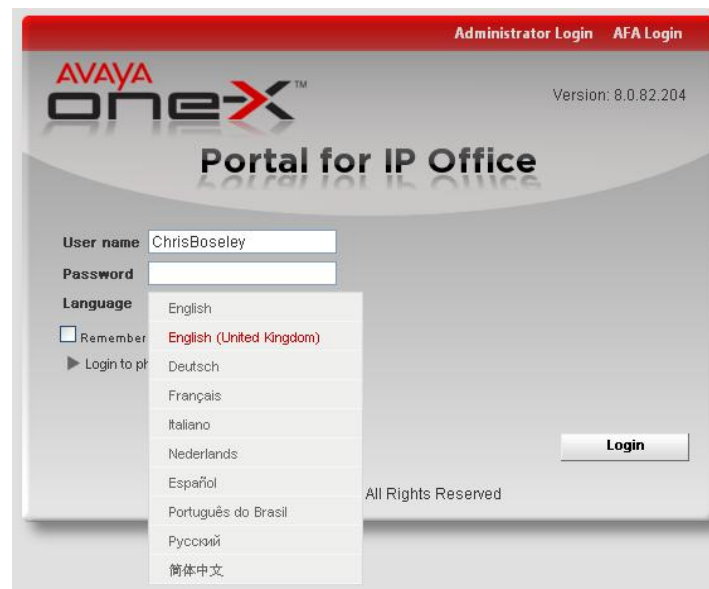 Administrator Login AFA Login
AVAYA
one-X™
Version: 8.0.82.204
Portal for IP Office
User name ChrisBoseley
Password
Language
English
Remember
English (United Kingdom)
Login to
Deutsch
Français
Italiano
Nederlands
Login
Español
All Rights Reserved
Português do Brasil
Русский
简体中文